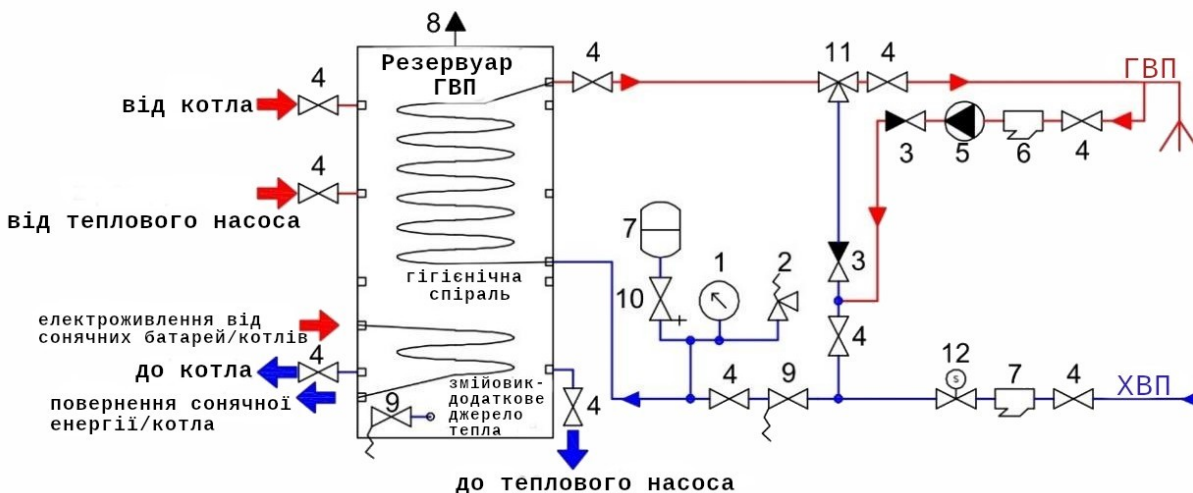 8
Резервуар
ГВП
4
11
4
ГВП
4
від котла
3
5
6
4
4
від теплового насоса
7
1
2
3
гігієнічна
спіраль
10
електроживлення від
сонячних батарей/котлів
4
4
до котла
12
7
4
ХВП
4
9
повернення сонячної
енергії/котла
9
змійовик-
додаткове
джерело
тепла
4
S
до теплового насоса